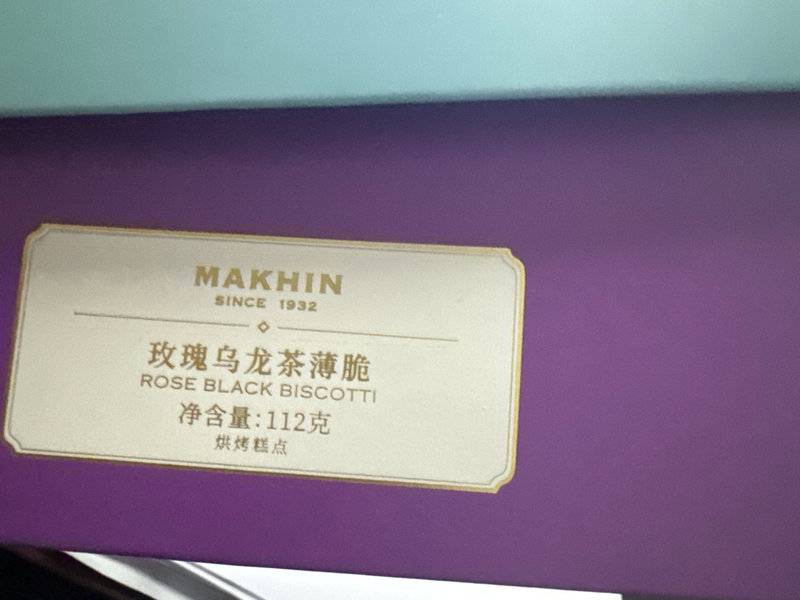 MAKHIN
SINCE 1932
玫瑰乌龙茶薄脆
ROSE BLACK BISCOTTI
净含量:112克
烘烤糕点